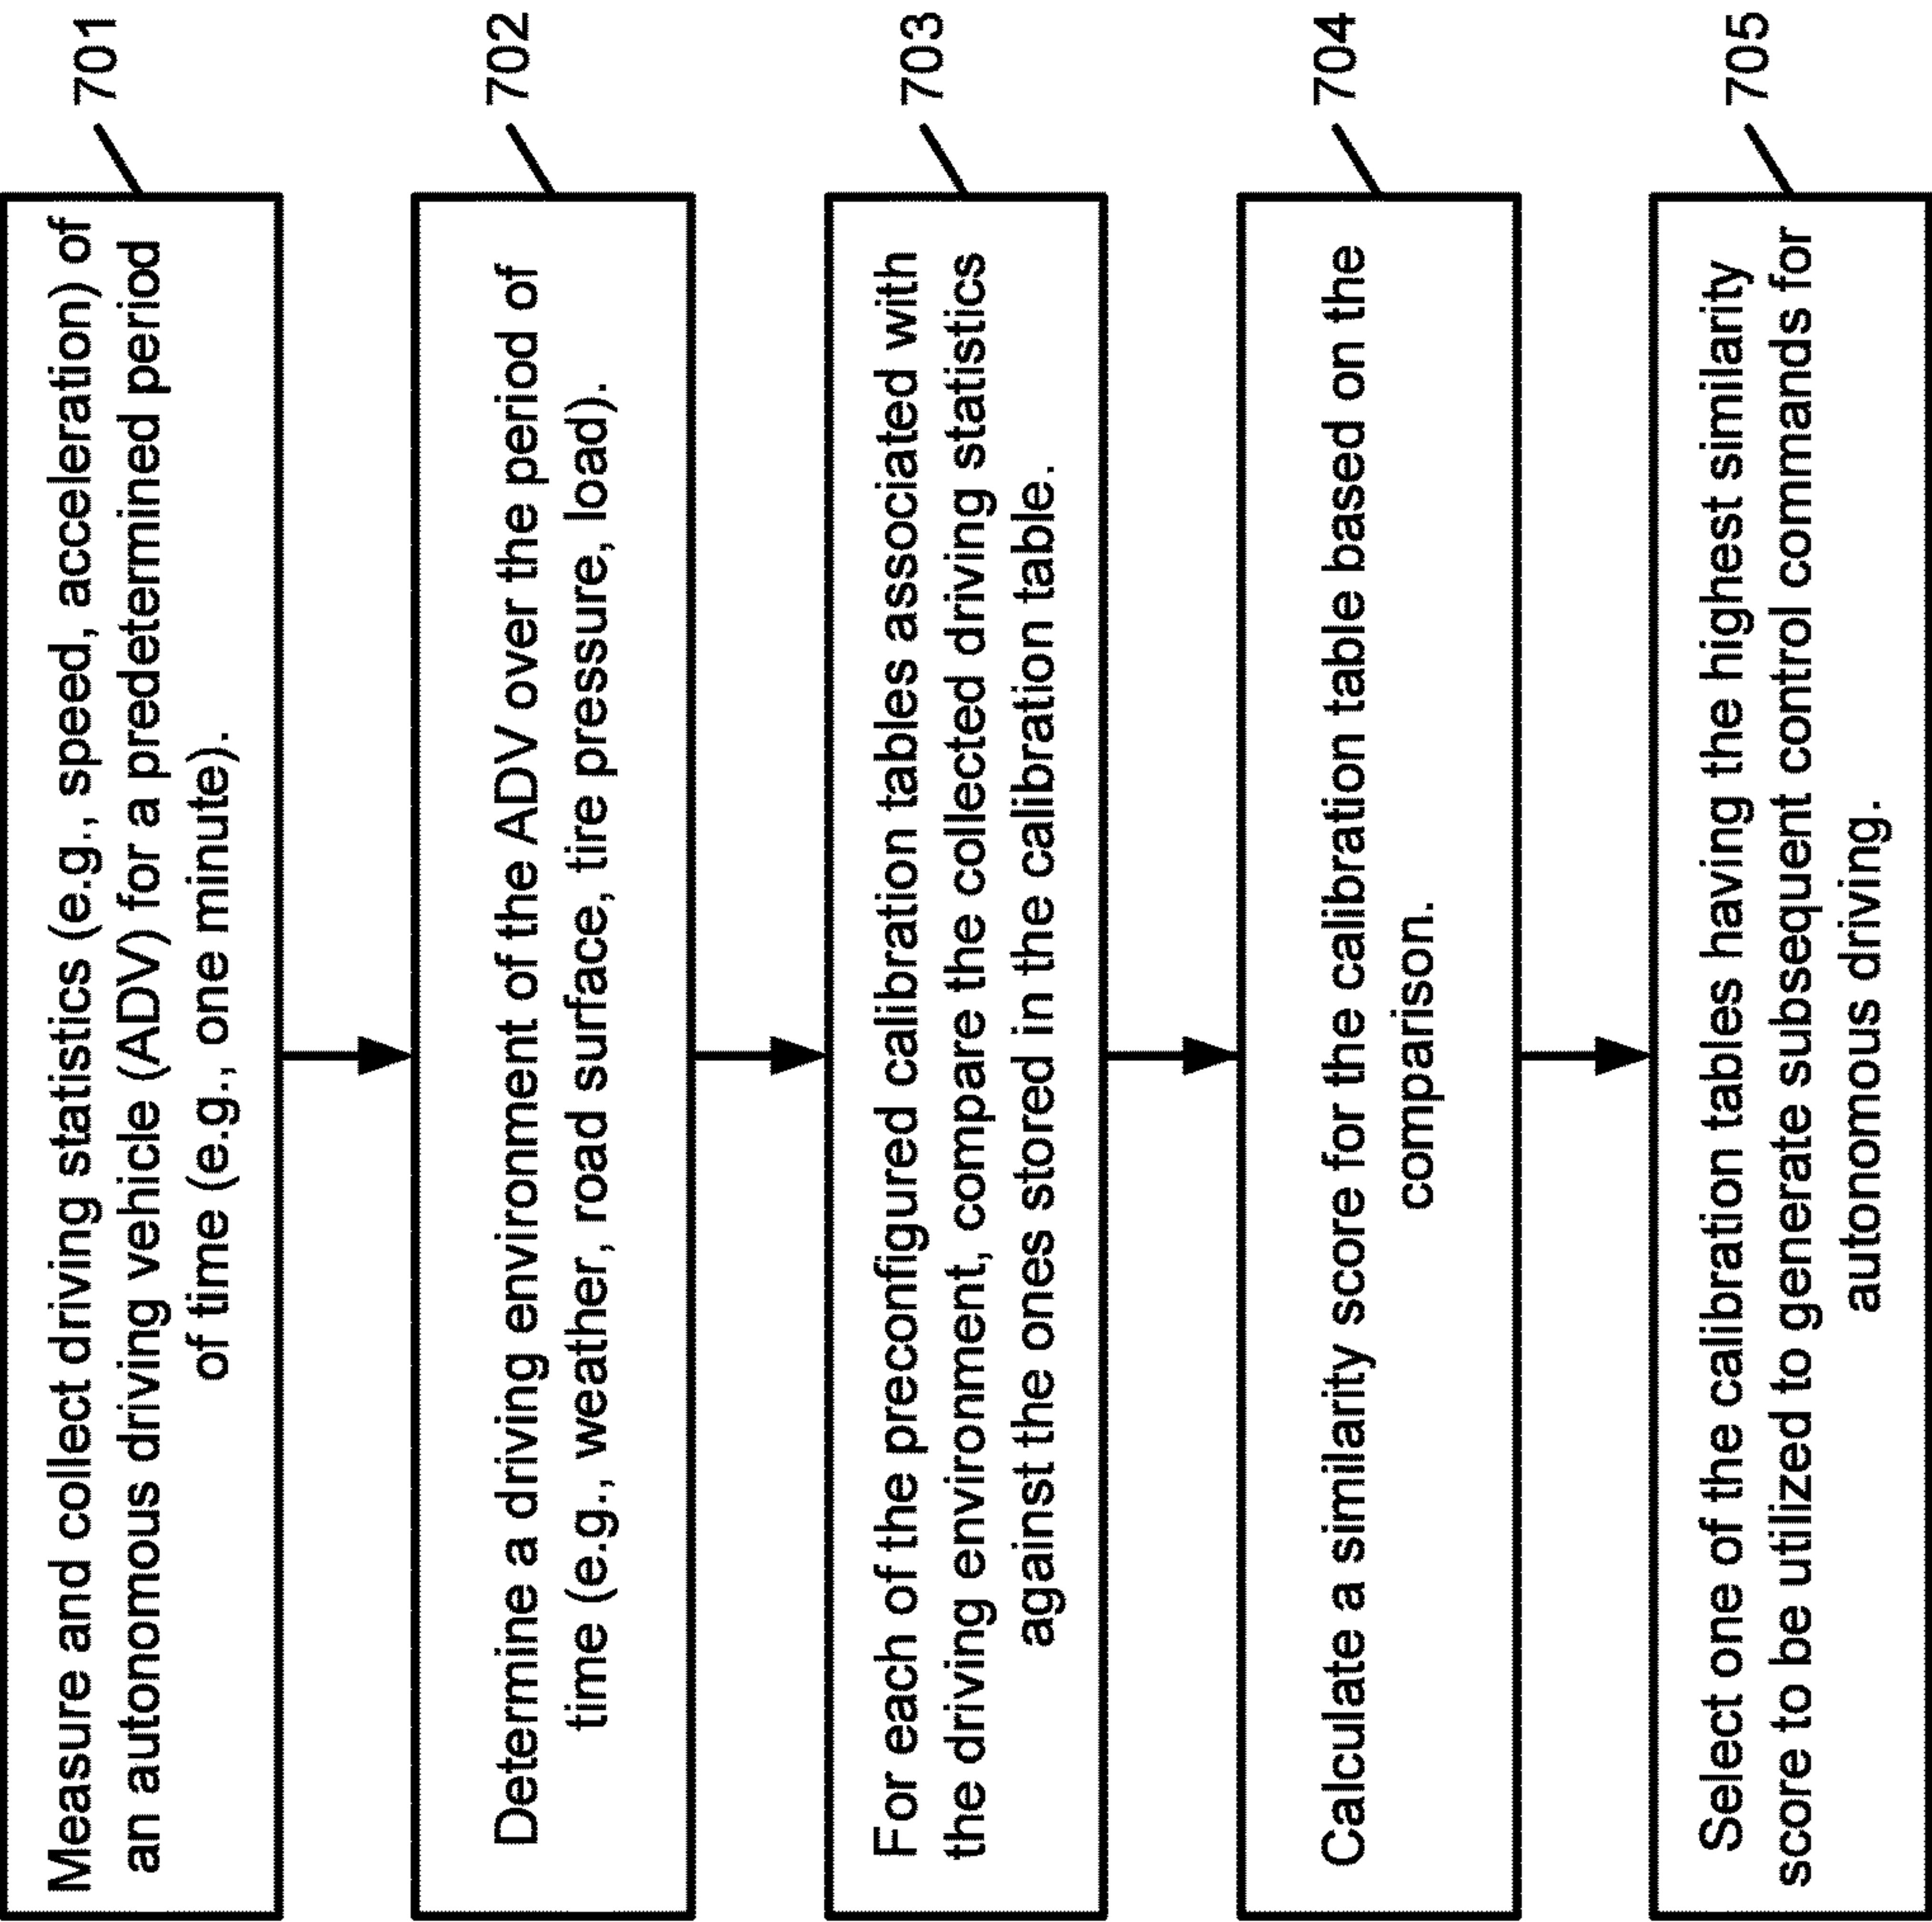 Measure and collect driving statistics (e.g., speed, acceleration) of
an autonomous driving vehicle (ADV) for a predetermined period
of time (e.g., one minute).
701
Determine a driving environment of the ADV over the period of
time (e.g., weather, road surface, tire pressure, load).
702
For each of the preconfigured calibration tables associated with
the driving environment, compare the collected driving statistics
against the ones stored in the calibration table.
703
Calculate a similarity score for the calibration table based on the
comparison.
704
Select one of the calibration tables having the highest similarity
score to be utilized to generate subsequent control commands for
autonomous driving.
705